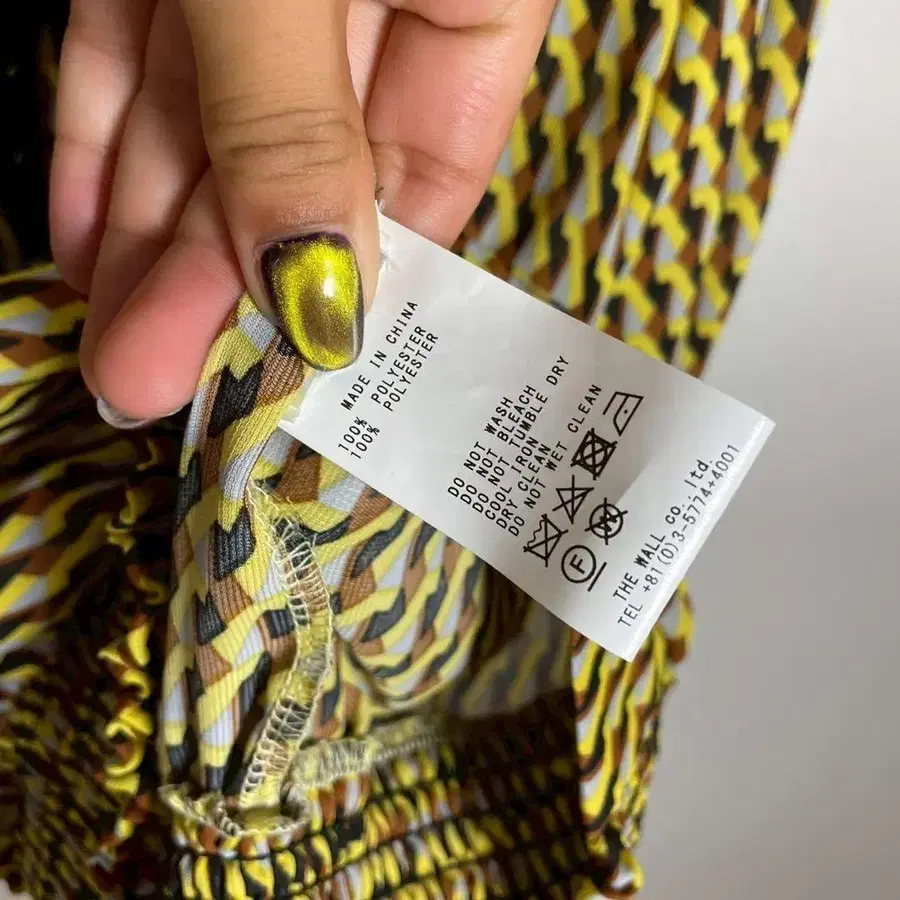 MADE IN CHINA
100% POLYESTER
100% POLYESTER
DO NOT WASH
DO NOT BLEACH
COOL IRON
DO NOT TUMBLE DRY
DRY CLEAN
DO NOT WET CLEAN
F
THE WALL co.,ltd.
TEL +81(0)3-5774+4001